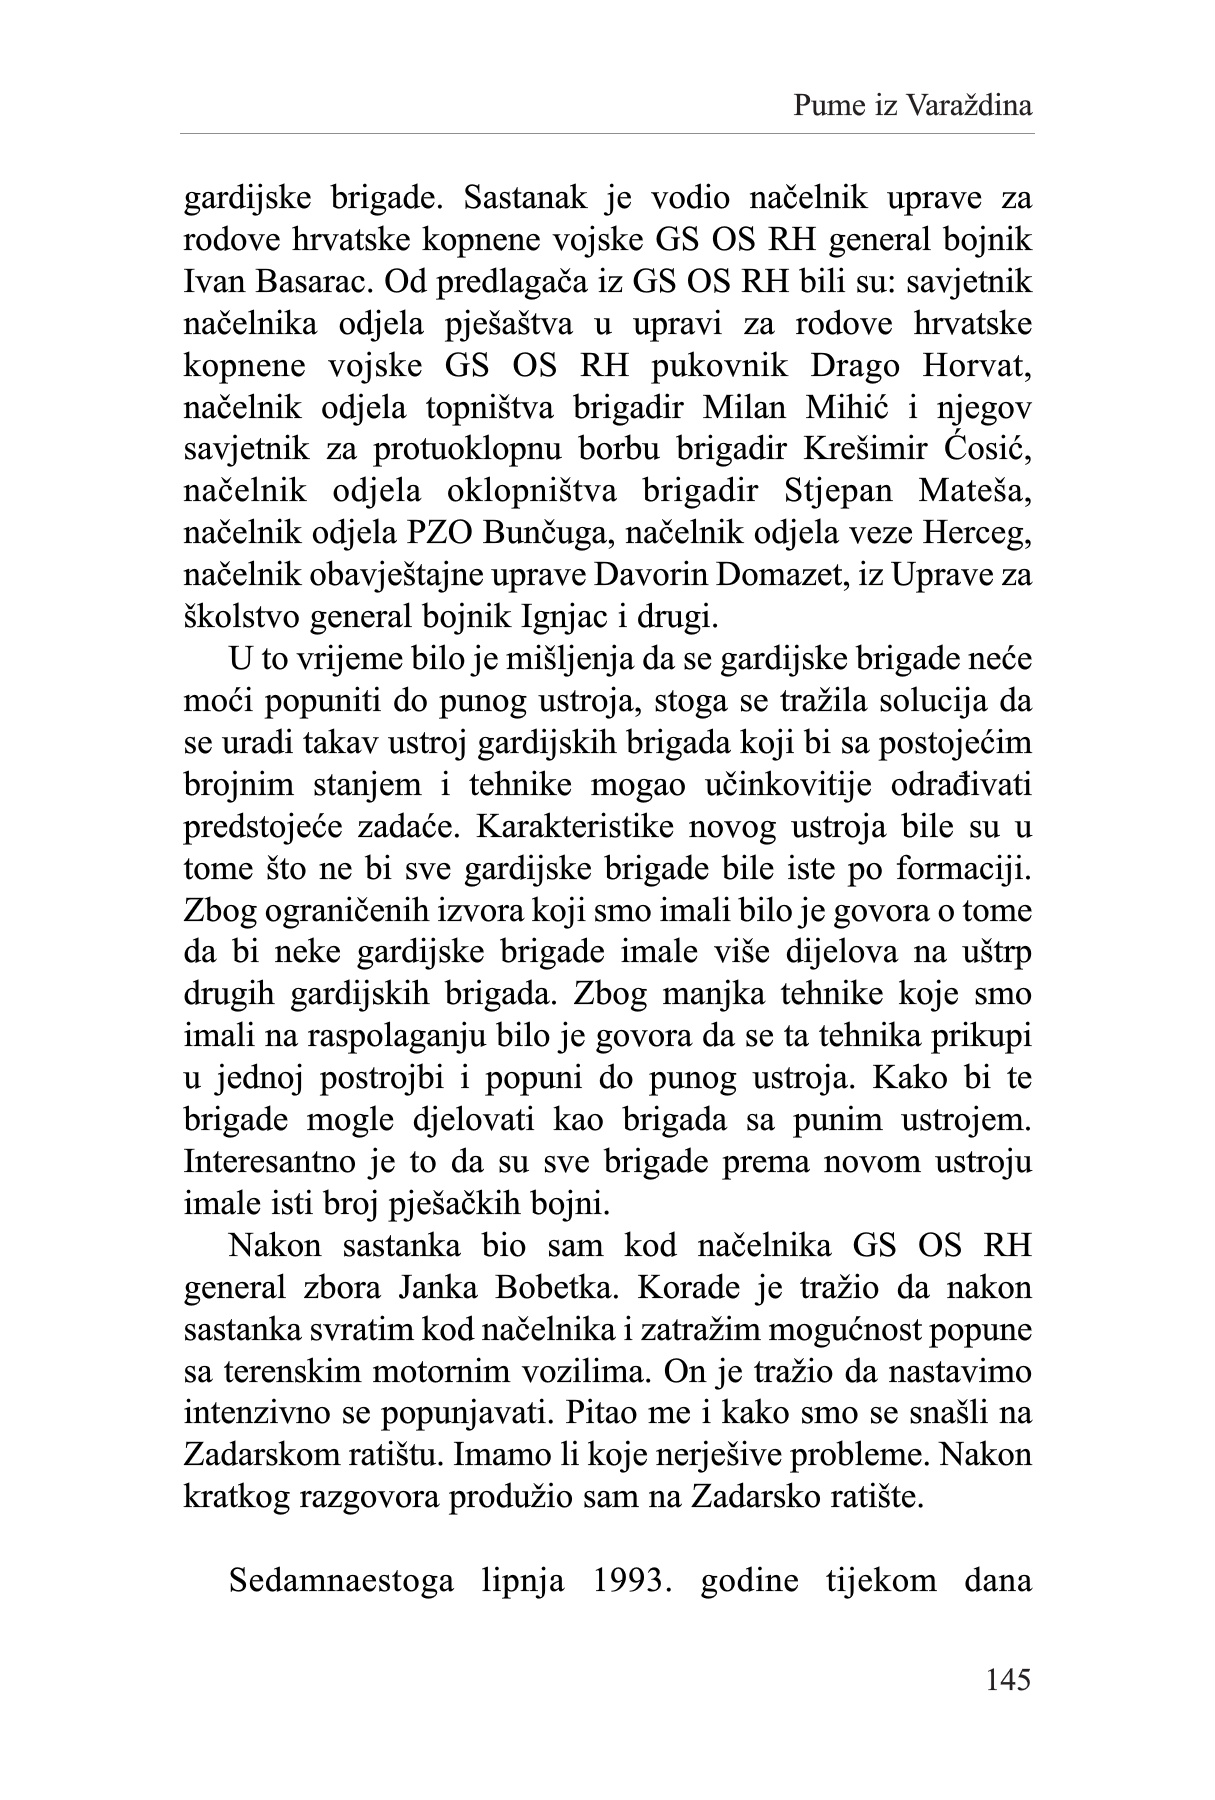 Pume iz Varaždina
gardijske brigade. Sastanak je vodio načelnik uprave za
rodove hrvatske kopnene vojske GS OS RH general bojnik
Ivan Basarac. Od predlagača iz GS OS RH bili su: savjetnik
načelnika odjela pješaštva u upravi za rodove hrvatske
kopnene vojske GS OS RH pukovnik Drago Horvat,
načelnik odjela topništva brigadir Milan Mihić i njegov
savjetnik za protuoklopnu borbu brigadir Krešimir Ćosić,
načelnik odjela oklopništva brigadir Stjepan Mateša,
načelnik odjela PZO Bunčuga, načelnik odjela veze Herceg,
načelnik obavještajne uprave Davorin Domazet, iz Uprave za
školstvo general bojnik Ignjac i drugi.
U to vrijeme bilo je mišljenja da se gardijske brigade neće
moći popuniti do punog ustroja, stoga se tražila solucija da
se uradi takav ustroj gardijskih brigada koji bi sa postojećim
brojnim stanjem i tehnike mogao učinkovitije odrađivati
predstojeće zadaće. Karakteristike novog ustroja bile su u
tome što ne bi sve gardijske brigade bile iste po formaciji.
Zbog ograničenih izvora koji smo imali bilo je govora o tome
da bi neke gardijske brigade imale više dijelova na uštrp
drugih gardijskih brigada. Zbog manjka tehnike koje smo
imali na raspolaganju bilo je govora da se ta tehnika prikupi
u jednoj postrojbi i popuni do punog ustroja. Kako bi te
brigade mogle djelovati kao brigada sa punim ustrojem.
Interesantno je to da su sve brigade prema novom ustroju
imale isti broj pješačkih bojni.
Nakon sastanka bio sam kod načelnika GS OS RH
general zbora Janka Bobetka. Korade je tražio da nakon
sastanka svratim kod načelnika i zatražim mogućnost popune
sa terenskim motornim vozilima. On je tražio da nastavimo
intenzivno se popunjavati. Pitao me i kako smo se snašli na
Zadarskom ratištu. Imamo li koje nerješive probleme. Nakon
kratkog razgovora produžio sam na Zadarsko ratište.
Sedamnaestoga lipnja 1993. godine tijekom dana
145